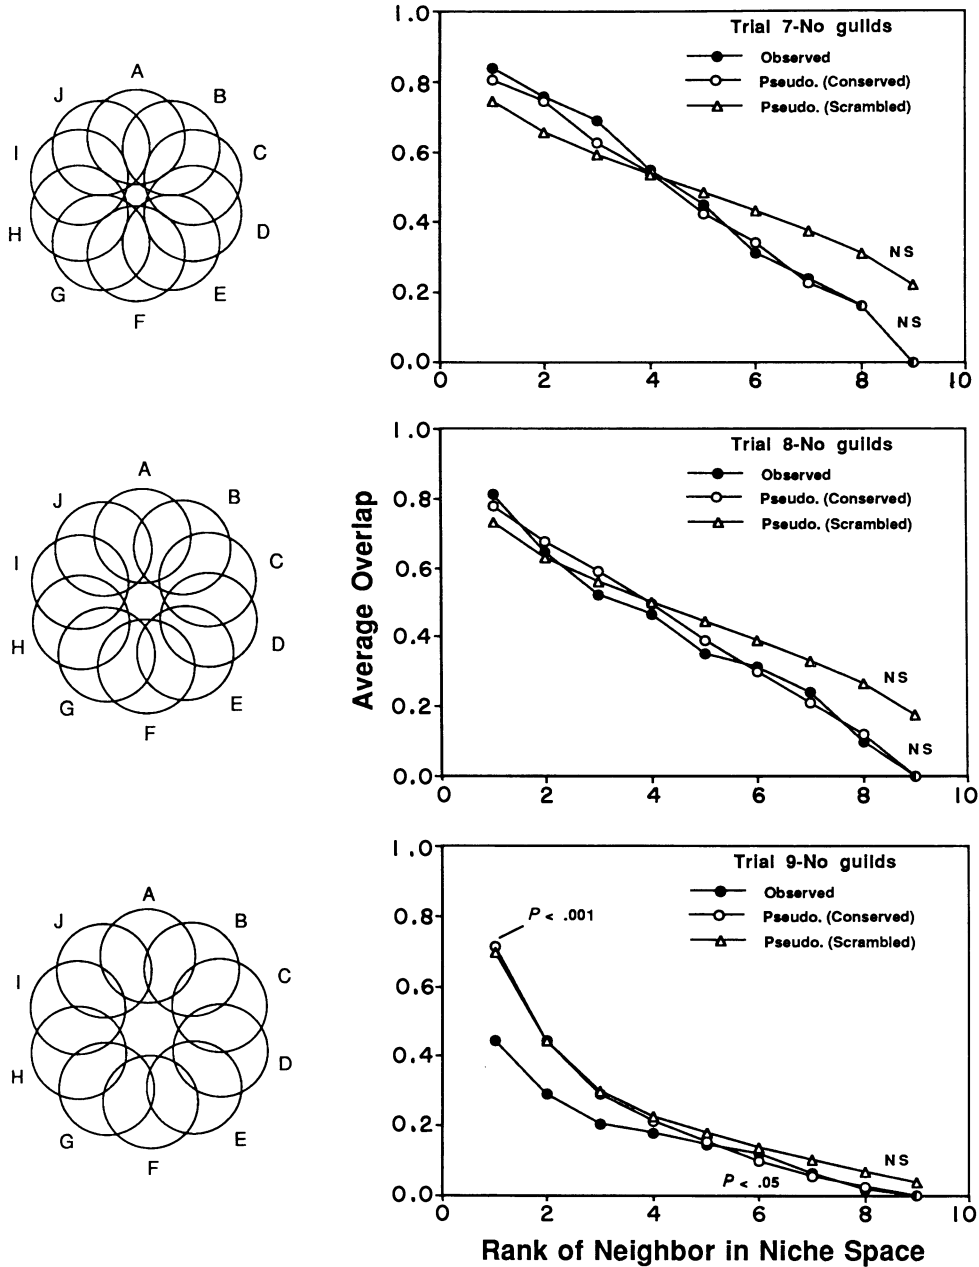 A
B
C
D
E
F
G
H
I
J
Trial 7-No guilds
Observed
Pseudo. (Conserved)
Pseudo. (Scrambled)
1.0
0.8
0.6
0.4
0.2
0.0
NS
NS
0 2 4 6 8 10
A
B
C
D
E
F
G
H
I
J
Average Overlap
Trial 8-No guilds
Observed
Pseudo. (Conserved)
Pseudo. (Scrambled)
1.0
0.8
0.6
0.4
0.2
0.0
NS
NS
0 2 4 6 8 10
A
B
C
D
E
F
G
H
I
J
Trial 9-No guilds
Observed
Pseudo. (Conserved)
Pseudo. (Scrambled)
1.0
0.8
0.6
0.4
0.2
0.0
P < .001
NS
P < .05
0 2 4 6 8 10
Rank of Neighbor in Niche Space